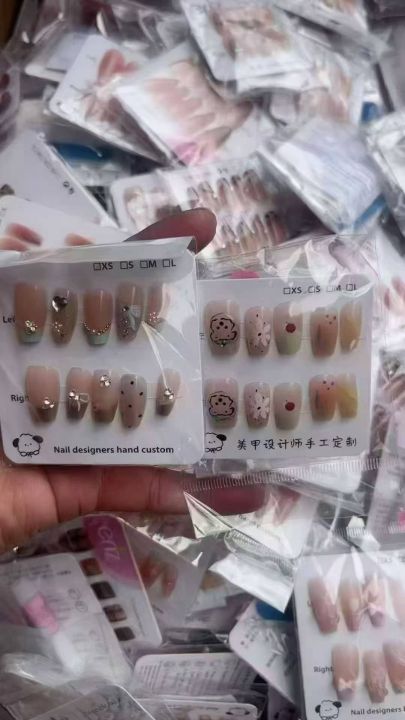 □XS □S □M □L
Left
Right
Nail designers hand custom
□XS □S □M □L
美甲设计师手工定制
Right
Nail designers hand